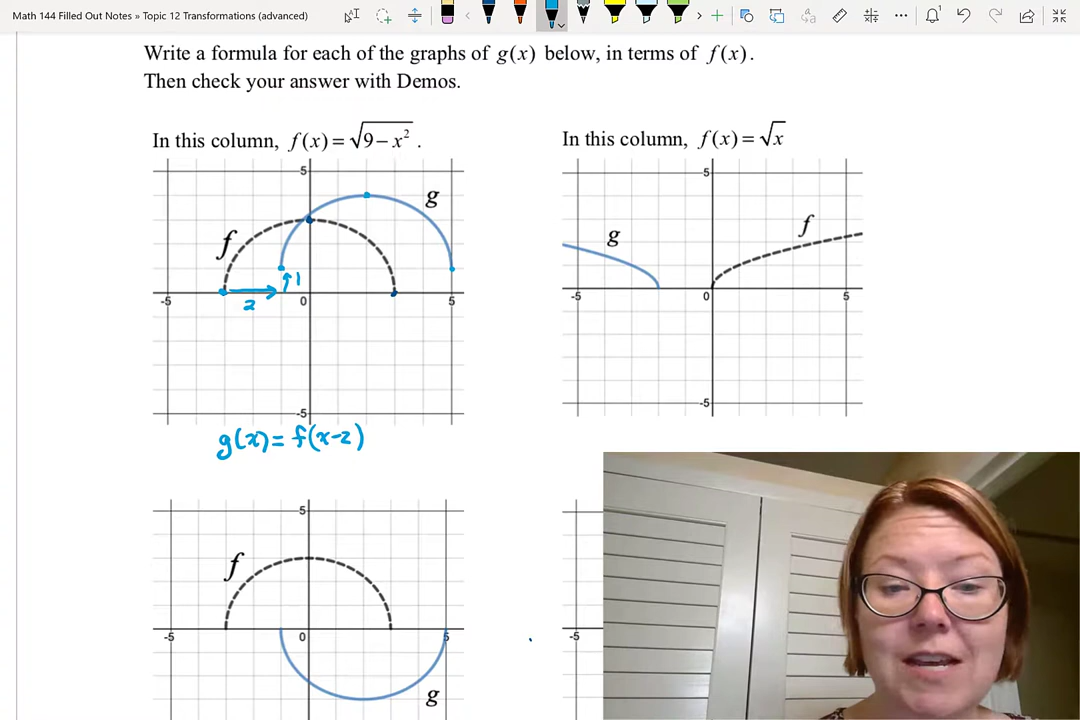 Math 144 Filled Out Notes » Topic 12 Transformations (advanced)
Write a formula for each of the graphs of g(x) below, in terms of f(x).
Then check your answer with Demos.
In this column, f(x)=√9−x² .
5
g
f
1
-5
2
0
5
-5
g(x)= f(x-2)
In this column, f(x)=√x
5
g
f
-5
0
5
-5
5
f
-5
0
5
g
-5